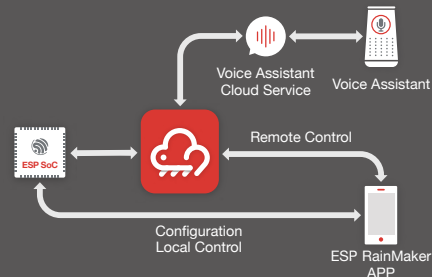 Voice Assistant
Cloud Service
Voice Assistant
ESP SoC
Remote Control
Configuration
Local Control
ESP RainMaker
APP